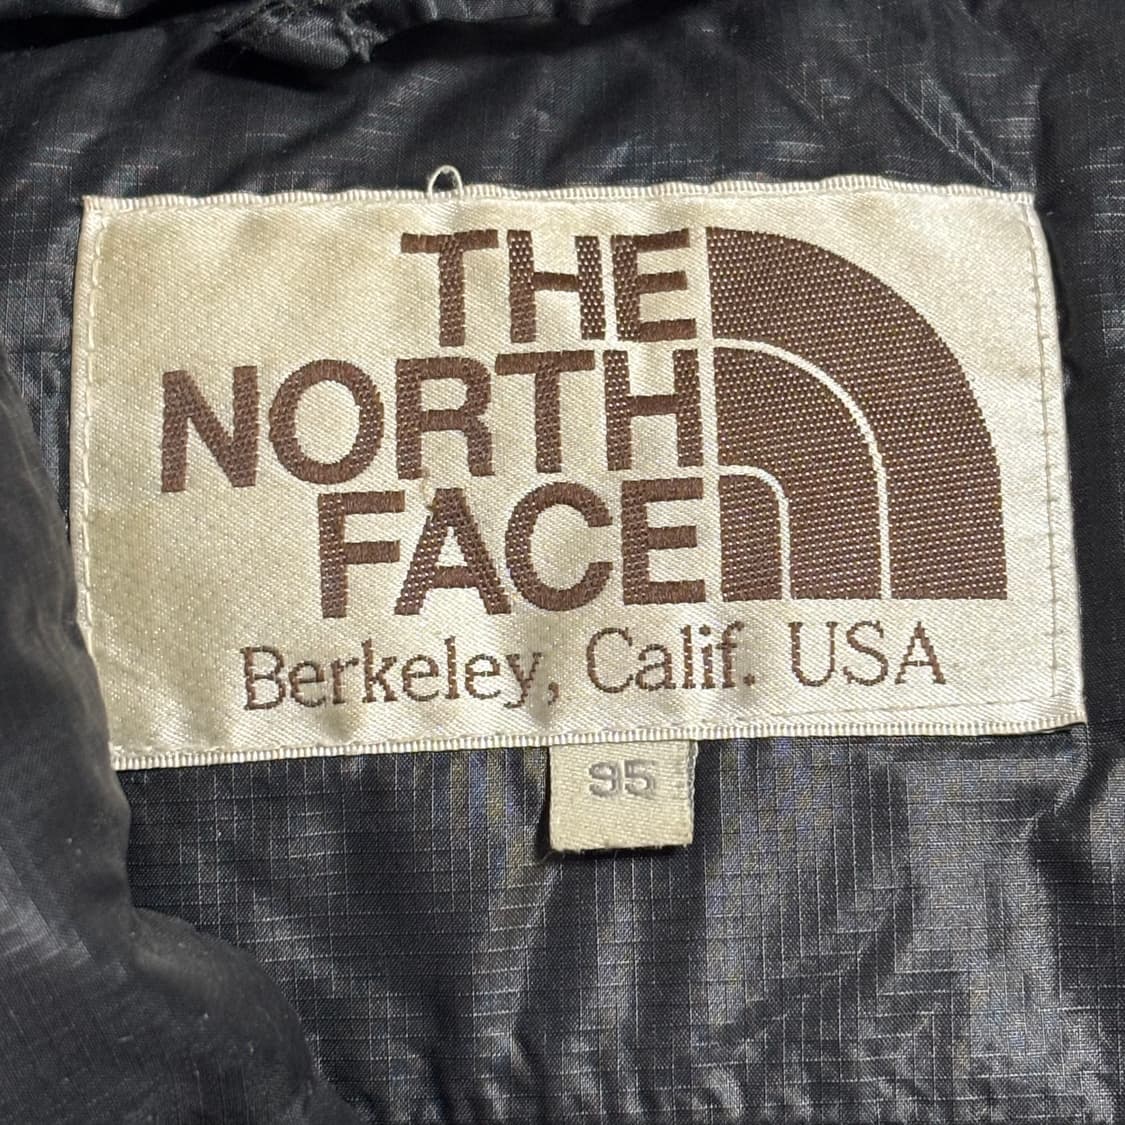 THE
NORTH
FACE
Berkeley, Calif. USA
95